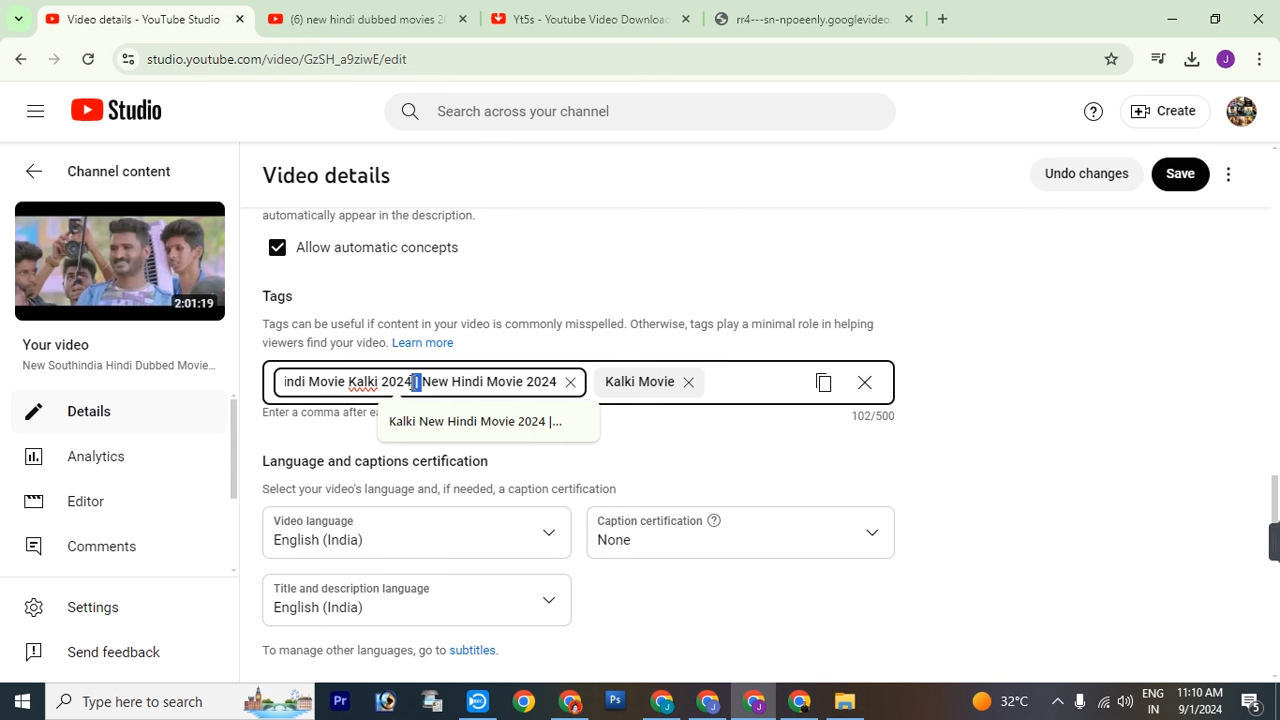 Video details - YouTube Studio
(6) new hindi dubbed movies 2
Yt5s - Youtube Video Download
rr4---sn-npoeenly.googlevideo.
studio.youtube.com/video/GzSH_a9ziwE/edit
J
Studio
Search across your channel
Create
Channel content
Video details
Undo changes
Save
automatically appear in the description.
Allow automatic concepts
2:01:19
Your video
New Southindia Hindi Dubbed Movie...
Tags
Tags can be useful if content in your video is commonly misspelled. Otherwise, tags play a minimal role in helping
viewers find your video. Learn more
indi Movie Kalki 2024 | New Hindi Movie 2024
Kalki Movie
Enter a comma after ea
102/500
Kalki New Hindi Movie 2024 |...
Details
Analytics
Editor
Comments
Settings
Send feedback
Language and captions certification
Select your video's language and, if needed, a caption certification
Video language
English (India)
Caption certification
None
Title and description language
English (India)
To manage other languages, go to subtitles.
Type here to search
Pr
Ps
32°C
ENG
IN
11:10 AM
9/1/2024
5